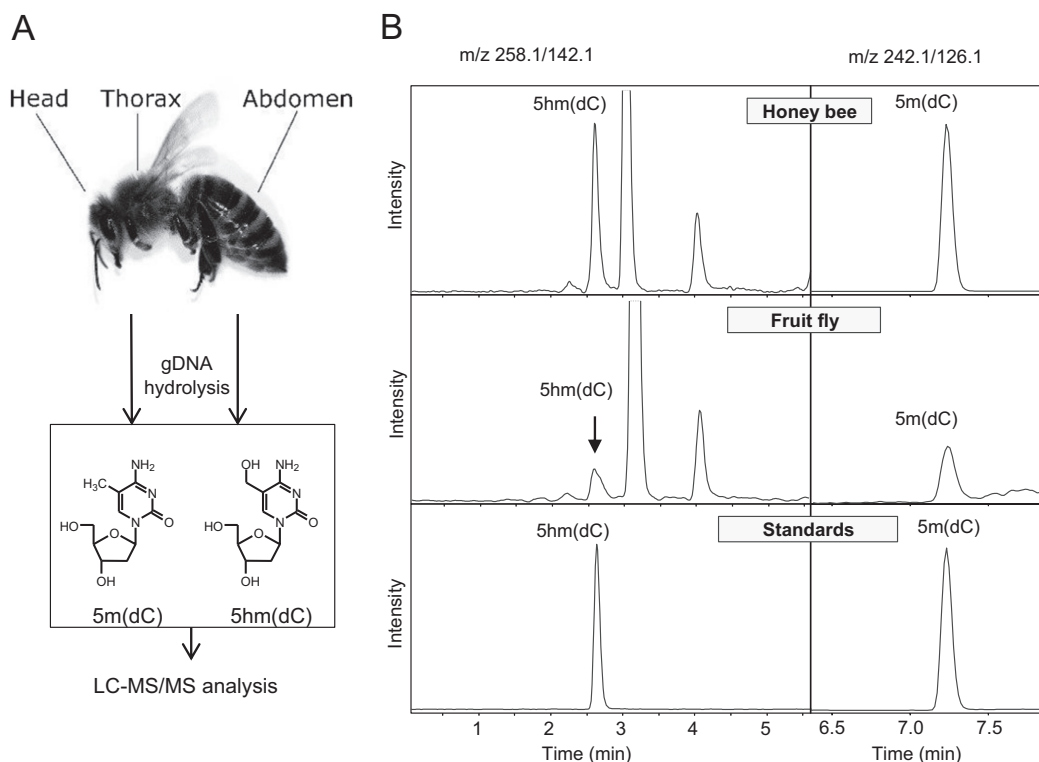 A
Head Thorax Abdomen
gDNA
hydrolysis
H₃C NH₂
N
N O
HO O
OH
5m(dC)
OH NH₂
N
N O
HO O
OH
5hm(dC)
LC-MS/MS analysis
B
m/z 258.1/142.1 m/z 242.1/126.1
Intensity
5hm(dC) Honey bee 5m(dC)
Intensity
Fruit fly
5hm(dC) 5m(dC)
Intensity
5hm(dC) Standards 5m(dC)
1 2 3 4 5 6.5 7.0 7.5
Time (min) Time (min)